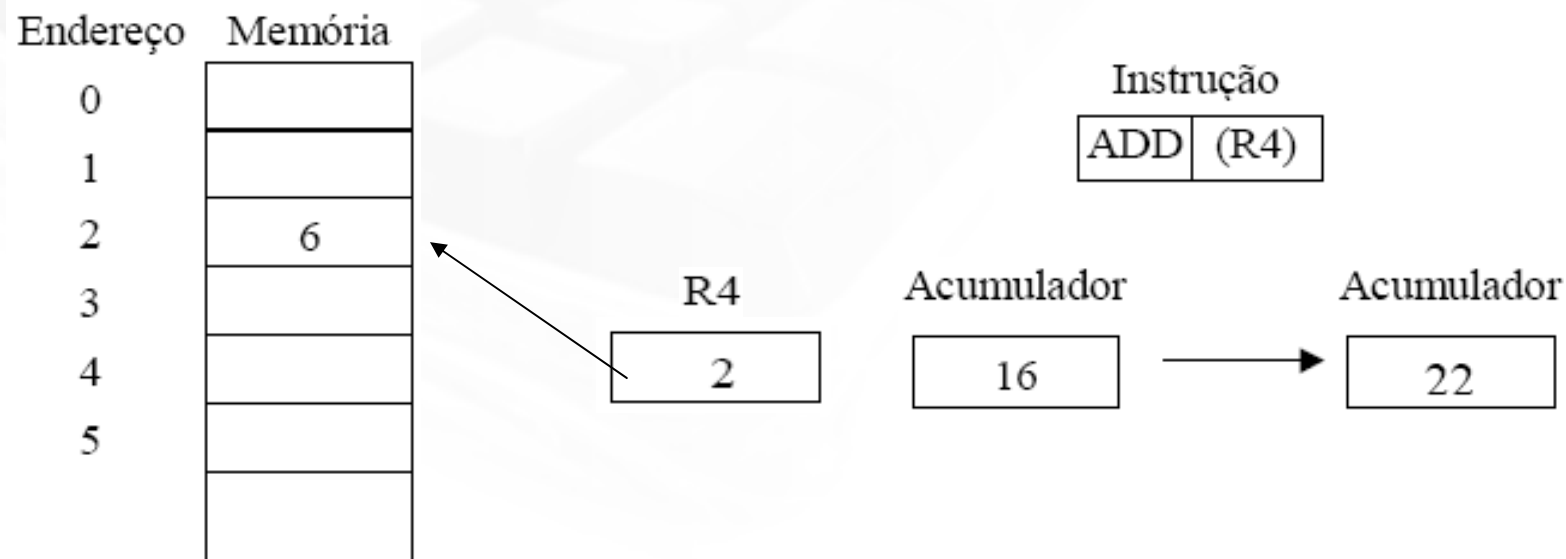 Endereço Memória
0
Instrução
ADD (R4)
1
2 6
R4 Acumulador Acumulador
3
2 16 22
4
5